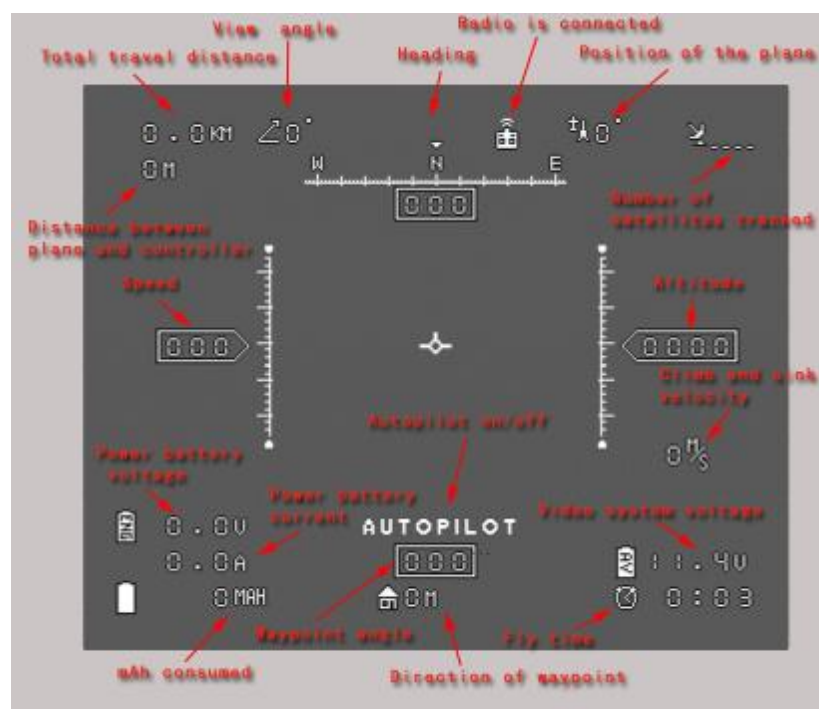 View angle
Radio is connected
Total travel distance
Heading
Position of the plane
0.0KM
0°
0°
0M
W N E
000
Distance between
plane and controller
Number of
satellites tracked
Speed
Altitude
000
0000
Climb and sink
velocity
Autopilot on/off
0 M/S
Power battery
voltage
Power battery
current
Video system voltage
ENG 0.0V
AUTOPILOT
0.0A
000
AV 11.4V
0MAH
0M
0:03
Waypoint angle
Fly time
mAh consumed
Direction of waypoint